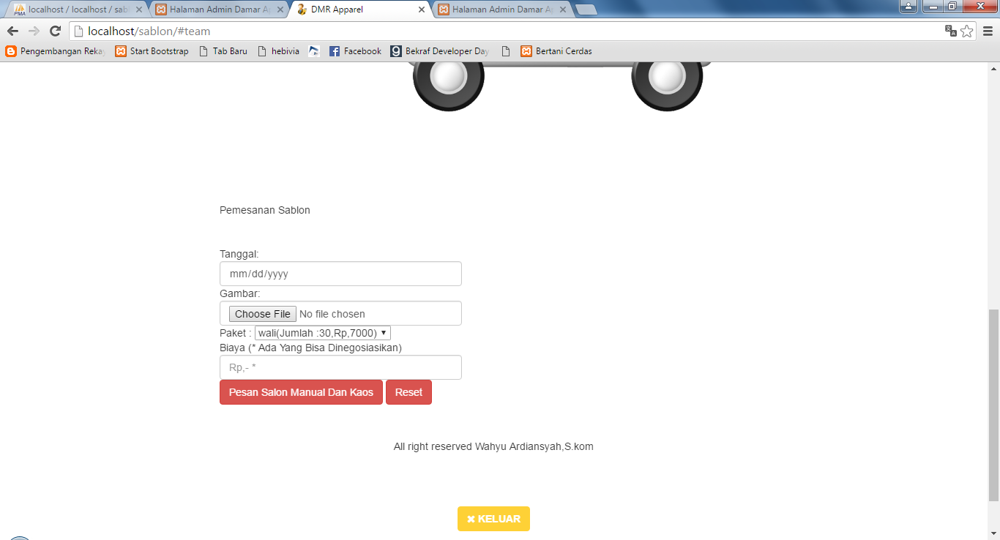 localhost / localhost / sabl
Halaman Admin Damar Ap
DMR Apparel
Halaman Admin Damar Ap
localhost/sablon/#team
Pengembangan Rekay
Start Bootstrap
Tab Baru
hebivia
Facebook
Bekraf Developer Day
Bertani Cerdas
Pemesanan Sablon
Tanggal:
mm/dd/yyyy
Gambar:
Choose File No file chosen
Paket : wali(Jumlah :30,Rp,7000)
Biaya (* Ada Yang Bisa Dinegosiasikan)
Rp,- *
Pesan Salon Manual Dan Kaos Reset
All right reserved Wahyu Ardiansyah,S.kom
✖ KELUAR